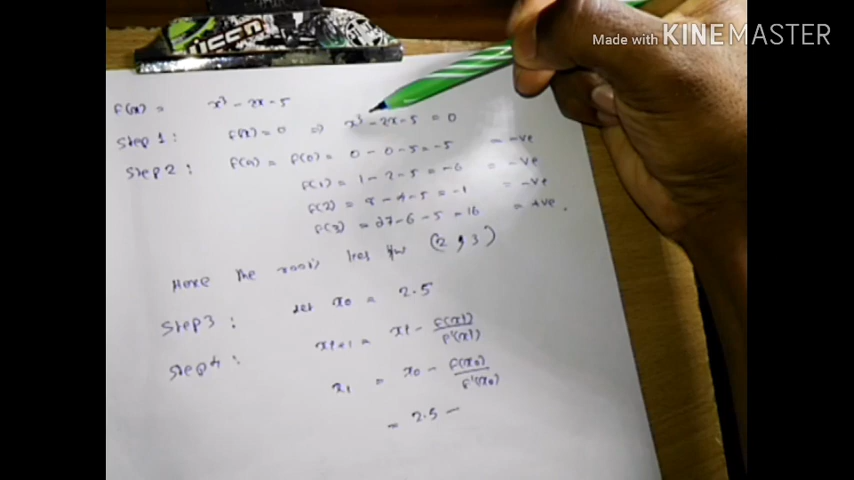 Made with KINEMASTER
f(x) = x³ - 2x - 5
Step 1: f(x) = 0 ⇒ x³ - 2x - 5 = 0
Step 2: f(a) = f(0) = 0 - 0 - 5 = -5 = -ve
f(1) = 1 - 2 - 5 = -6 = -ve
f(2) = 8 - 4 - 5 = -1 = -ve
f(3) = 27 - 6 - 5 = 16 = +ve.
Hence the roots lies b/w (2, 3)
Step 3: let x0 = 2.5
Step 4: xi+1 = xi - f(xi)/f'(xi)
x1 = x0 - f(x0)/f'(x0)
= 2.5 -